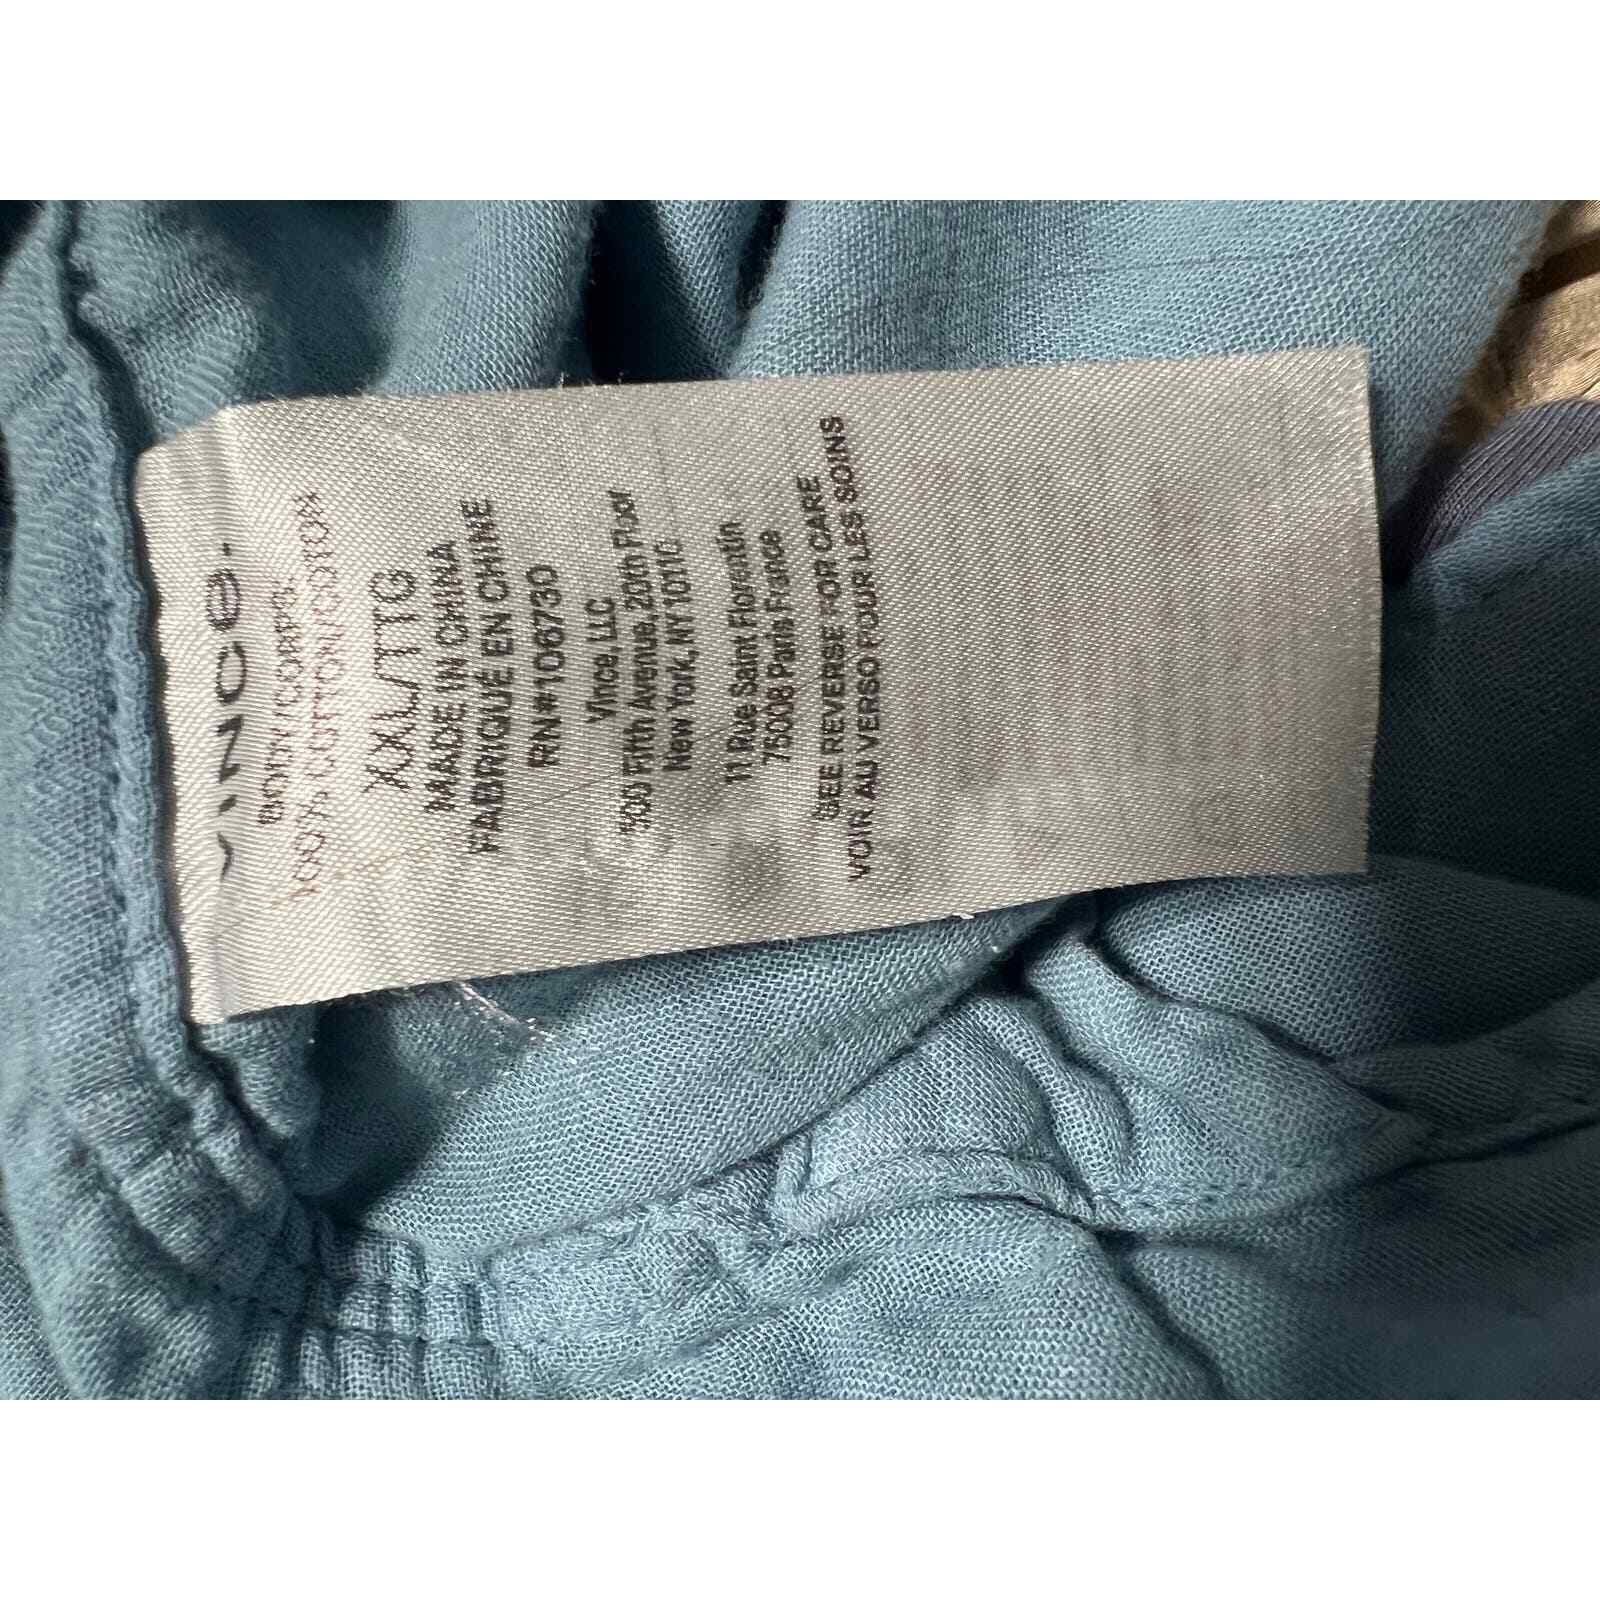 VINCE.
BODY/CORPS
100% COTTON/COTON
XXL/TTG
MADE IN CHINA
FABRIQUÉ EN CHINE
RN#106730
Vince, LLC
500 Fifth Avenue, 20th Floor
New York, NY 10110
11 Rue Saint Florentin
75008 Paris France
SEE REVERSE FOR CARE
VOIR AU VERSO POUR LES SOINS